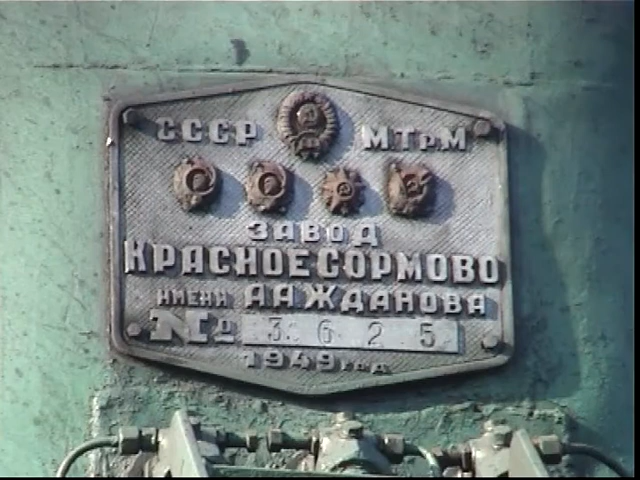 СССР МТрМ
ЗАВОД
КРАСНОЕ СОРМОВО
ИМЕНИ А.А.ЖДАНОВА
№ 3625
1949 год